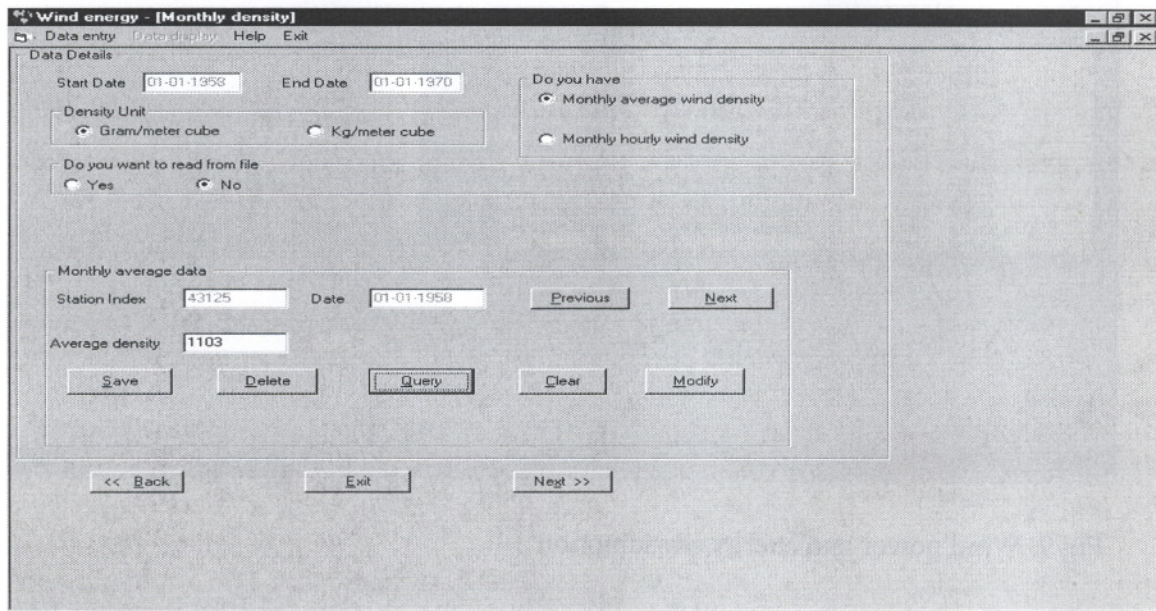 Wind energy - [Monthly density]
Data entry Data display Help Exit
Data Details
Start Date 01-01-1958 End Date 01-01-1970
Do you have
Monthly average wind density
Monthly hourly wind density
Density Unit
Gram/meter cube Kg/meter cube
Do you want to read from file
Yes No
Monthly average data
Station Index 43125 Date 01-01-1958 Previous Next
Average density 1103
Save Delete Query Clear Modify
<< Back Exit Next >>